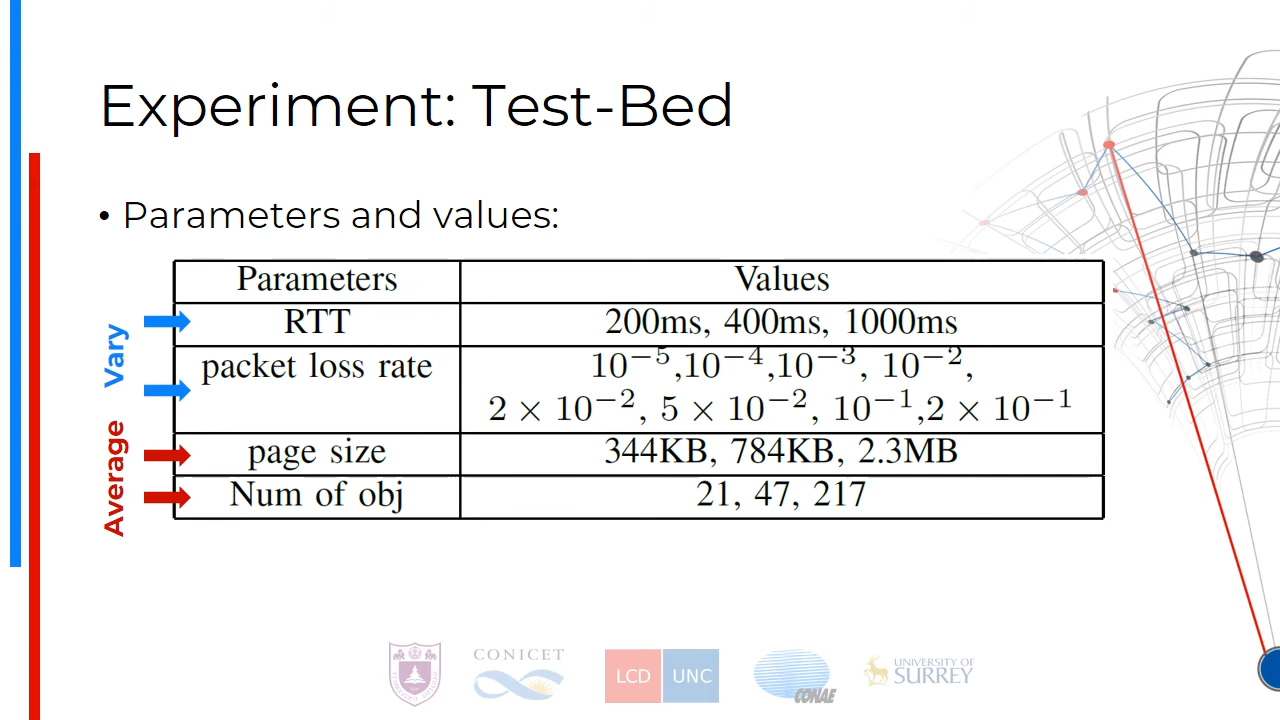 Experiment: Test-Bed
• Parameters and values:
Parameters Values
RTT 200ms, 400ms, 1000ms
packet loss rate 10⁻⁵,10⁻⁴,10⁻³, 10⁻²,
2 × 10⁻², 5 × 10⁻², 10⁻¹,2 × 10⁻¹
page size 344KB, 784KB, 2.3MB
Num of obj 21, 47, 217
Vary
Average
CONICET
LCD UNC
CONAE
UNIVERSITY OF
SURREY